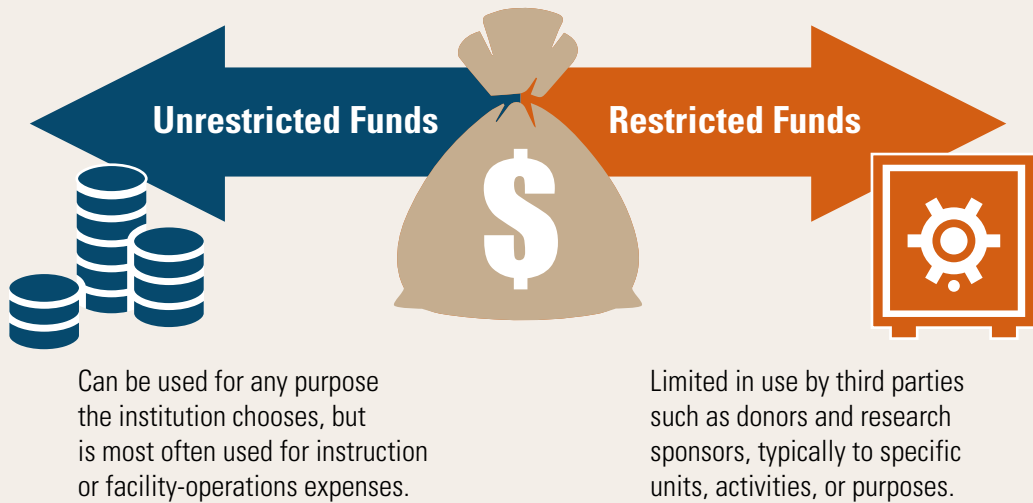 Unrestricted Funds
Restricted Funds
$
Can be used for any purpose
the institution chooses, but
is most often used for instruction
or facility-operations expenses.
Limited in use by third parties
such as donors and research
sponsors, typically to specific
units, activities, or purposes.